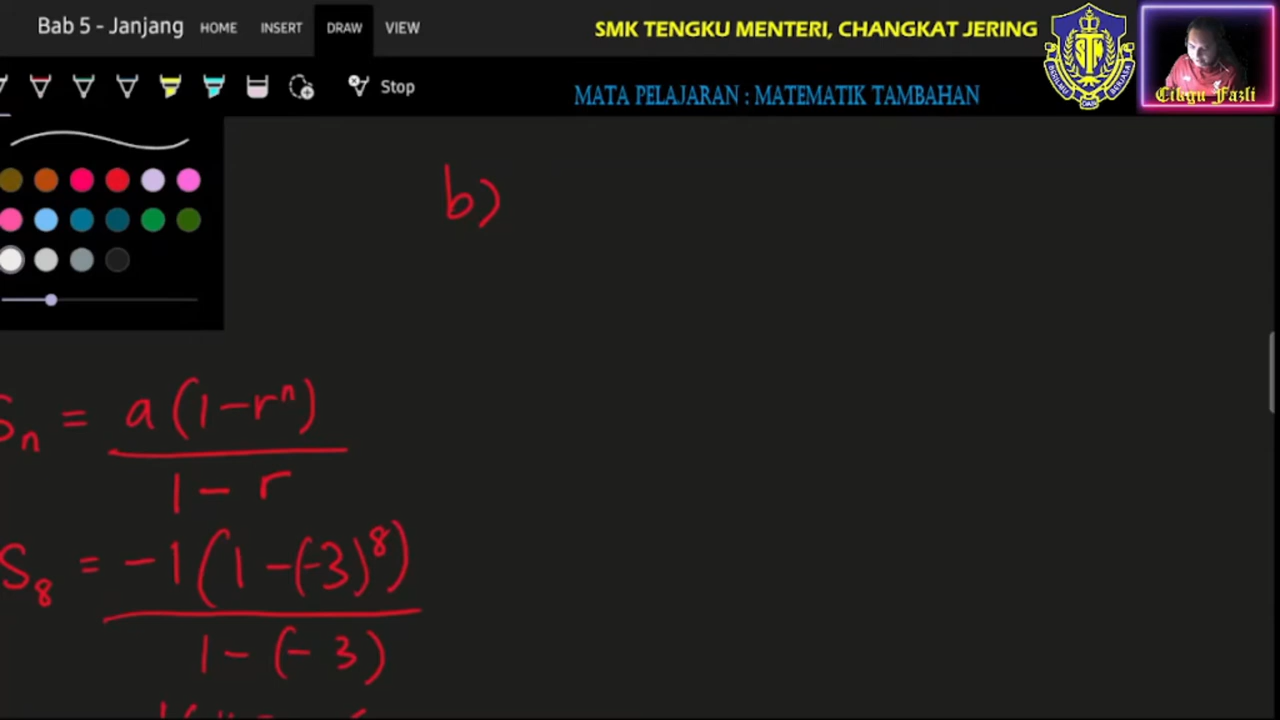 Bab 5 - Janjang HOME INSERT DRAW VIEW
SMK TENGKU MENTERI, CHANGKAT JERING
Stop
MATA PELAJARAN : MATEMATIK TAMBAHAN
Cikgu Fazli
b)
Sn = a(1-rⁿ)
1 - r
S8 = -1(1-(-3)⁸)
1 - (-3)